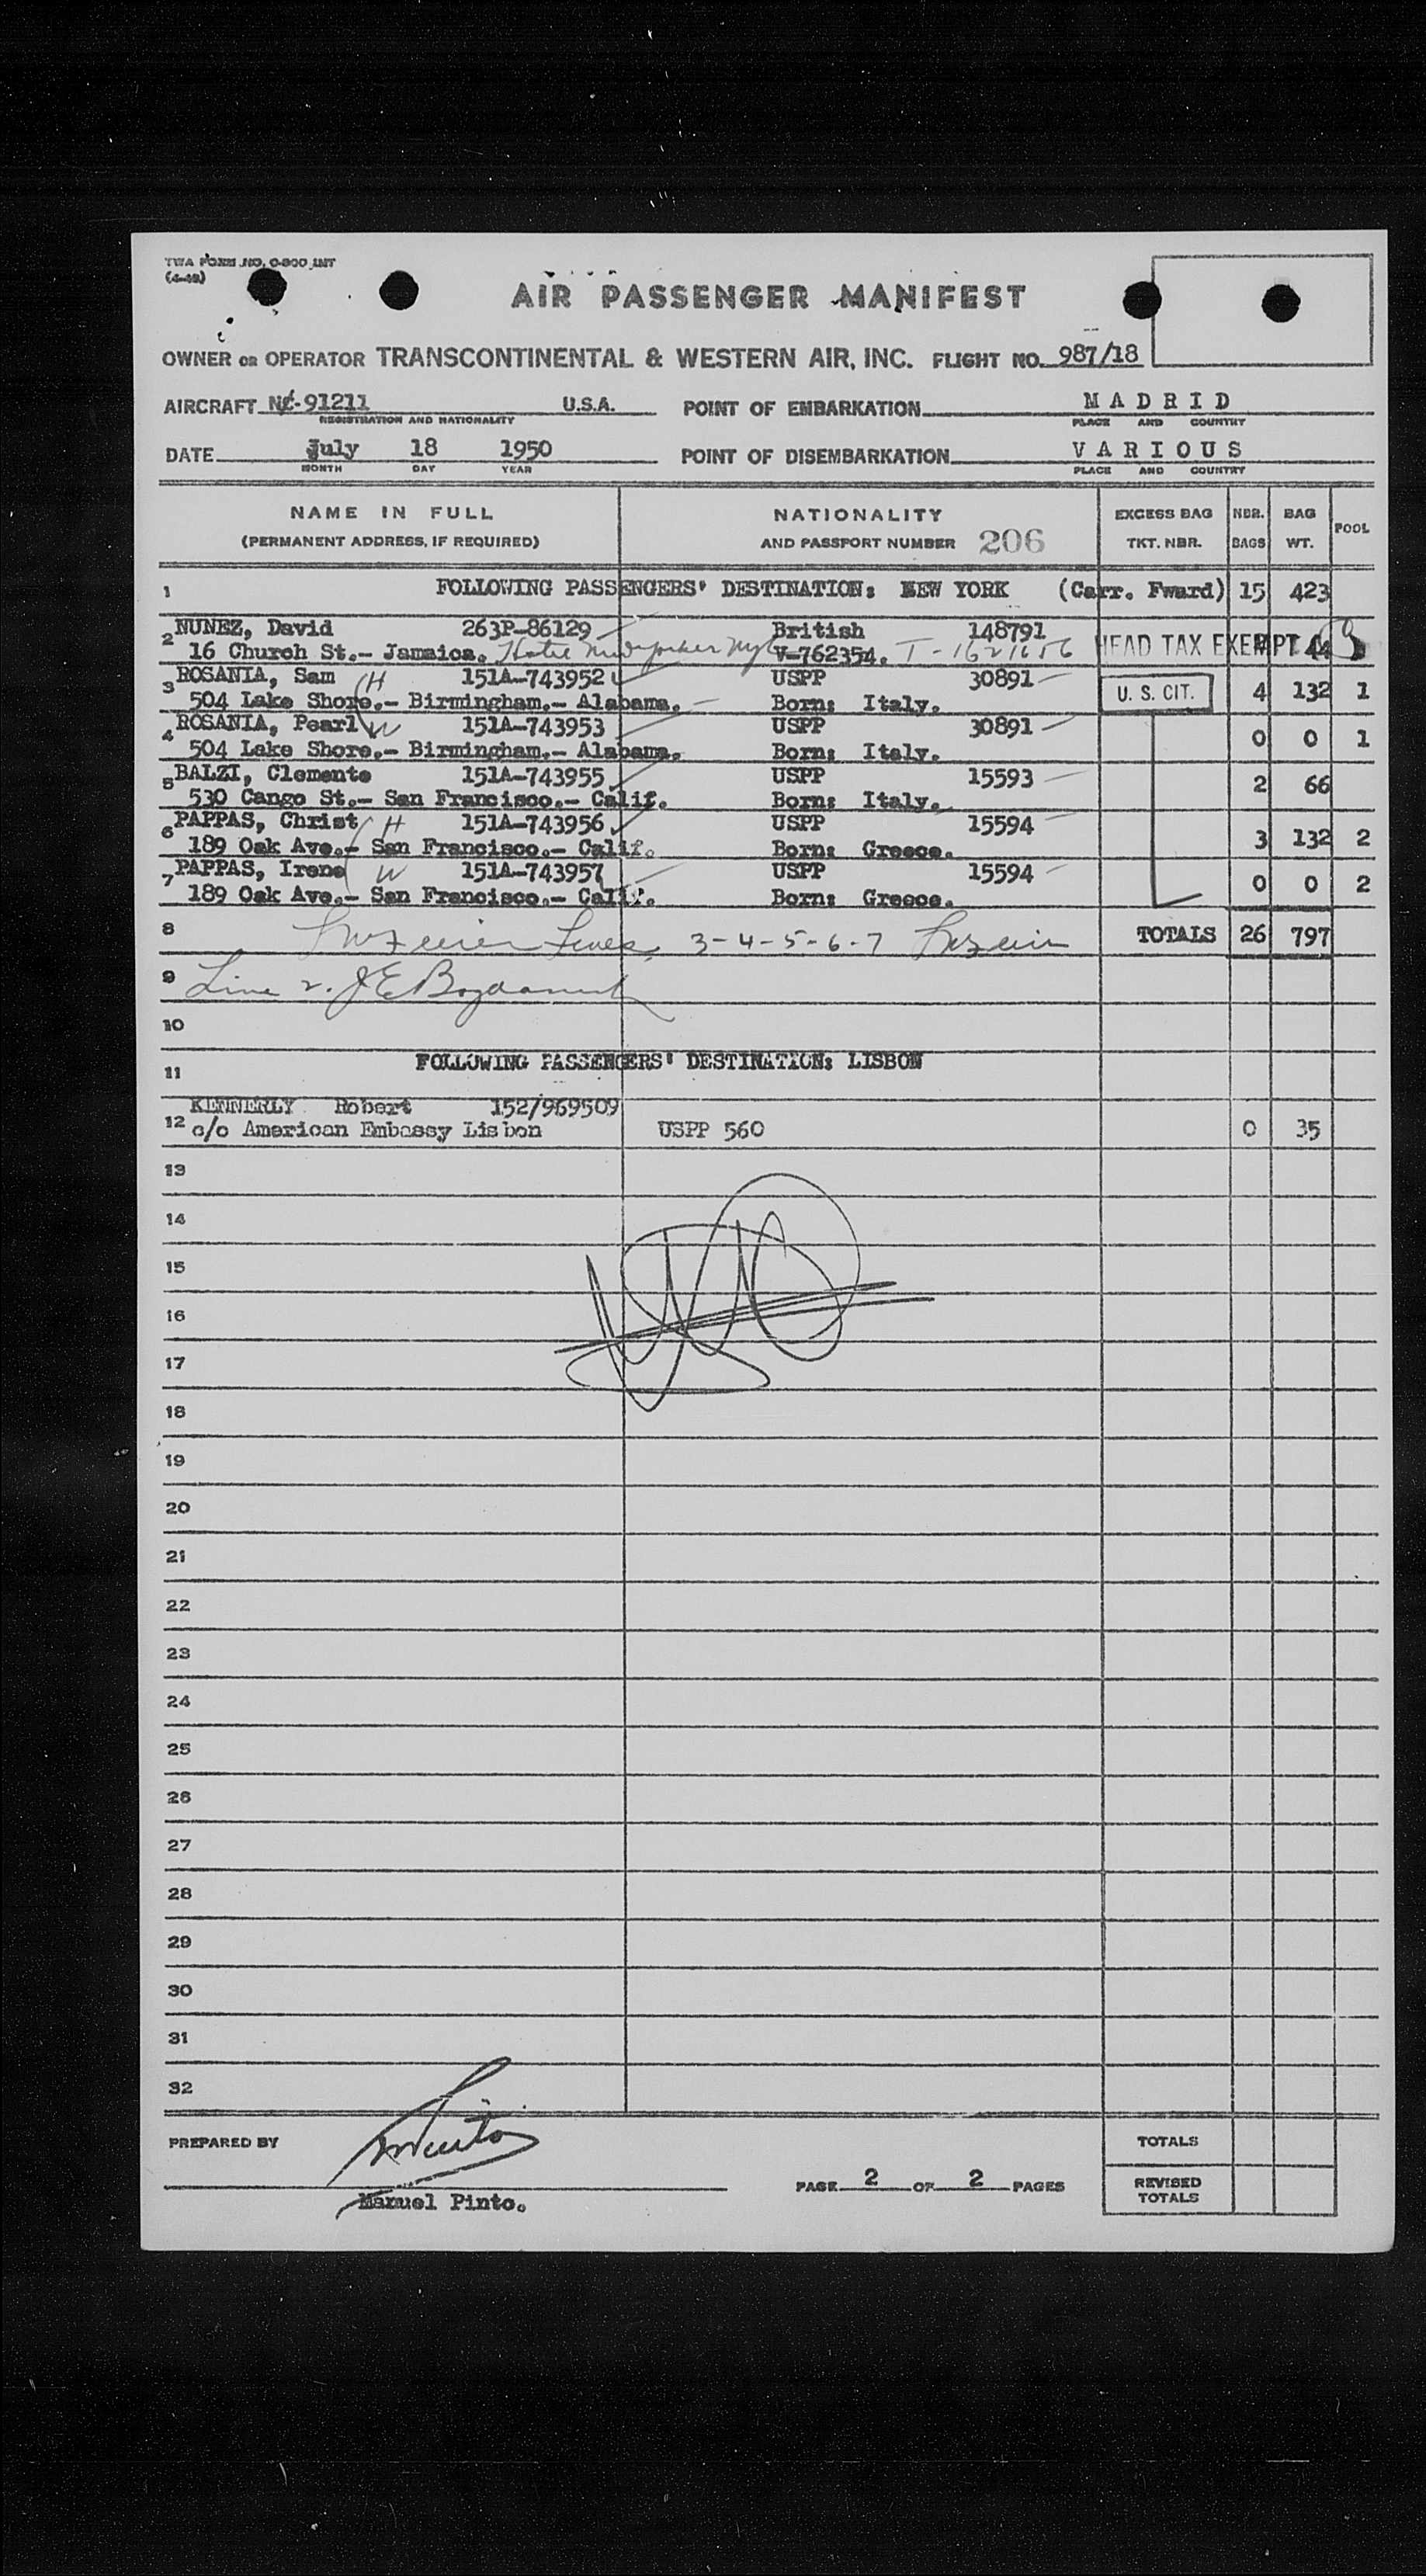 TWA FORM NO. O-800 INT
(4-48)
AIR PASSENGER MANIFEST
OWNER OR OPERATOR TRANSCONTINENTAL & WESTERN AIR, INC. FLIGHT NO. 987/18
AIRCRAFT NC-91211 U.S.A. POINT OF EMBARKATION MADRID
REGISTRATION AND NATIONALITY PLACE AND COUNTRY
DATE July 18 1950 POINT OF DISEMBARKATION VARIOUS
MONTH DAY YEAR PLACE AND COUNTRY
NAME IN FULL NATIONALITY EXCESS BAG NBR. BAG POOL
(PERMANENT ADDRESS, IF REQUIRED) AND PASSPORT NUMBER 206 TKT. NBR. BAGS WT.
1 FOLLOWING PASSENGERS' DESTINATION: NEW YORK (Carr. Fward) 15 423
2 NUNEZ, David 263P-86129 British 148791
16 Church St.- Jamaica. V-762354. HEAD TAX EXEMPT
3 ROSANIA, Sam H 151A-743952 USPP 30891 U. S. CIT. 4 132 1
504 Lake Shore.- Birmingham.- Alabama. Born: Italy.
4 ROSANIA, Pearl W 151A-743953 USPP 30891 0 0 1
504 Lake Shore.- Birmingham.- Alabama. Born: Italy.
5 BALZI, Clemente 151A-743955 USPP 15593 2 66
530 Cango St.- San Francisco.- Calif. Born: Italy.
6 PAPPAS, Christ H 151A-743956 USPP 15594 3 132 2
189 Oak Ave.- San Francisco.- Calif. Born: Greece.
7 PAPPAS, Irene W 151A-743957 USPP 15594 0 0 2
189 Oak Ave.- San Francisco.- Calif. Born: Greece.
8 Lines 3-4-5-6-7 TOTALS 26 797
9 Line 2.
10
11 FOLLOWING PASSENGERS' DESTINATION: LISBON
KENNERLY Robert 152/969509
12 c/o American Embassy Lisbon USPP 560 0 35
13
14
15
16
17
18
19
20
21
22
23
24
25
26
27
28
29
30
31
32
PREPARED BY TOTALS
PAGE 2 OF 2 PAGES REVISED TOTALS
Manuel Pinto.